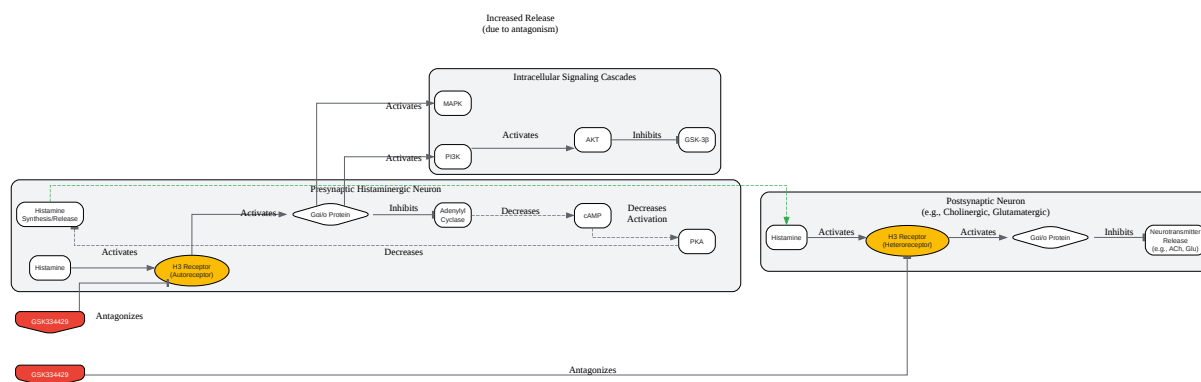 Increased Release
(due to antagonism)
Intracellular Signaling Cascades
Activates
MAPK
Activates
PI3K
Activates
AKT
Inhibits
GSK-3β
Presynaptic Histaminergic Neuron
Histamine
Synthesis/Release
Activates
Gαi/o Protein
Inhibits
Adenylyl
Cyclase
Decreases
cAMP
Decreases
Activation
PKA
Decreases
Activates
Histamine
H3 Receptor
(Autoreceptor)
Postsynaptic Neuron
(e.g., Cholinergic, Glutamatergic)
Histamine
Activates
H3 Receptor
(Heteroreceptor)
Activates
Gαi/o Protein
Inhibits
Neurotransmitter
Release
(e.g., ACh, Glu)
GSK334429
Antagonizes
GSK334429
Antagonizes